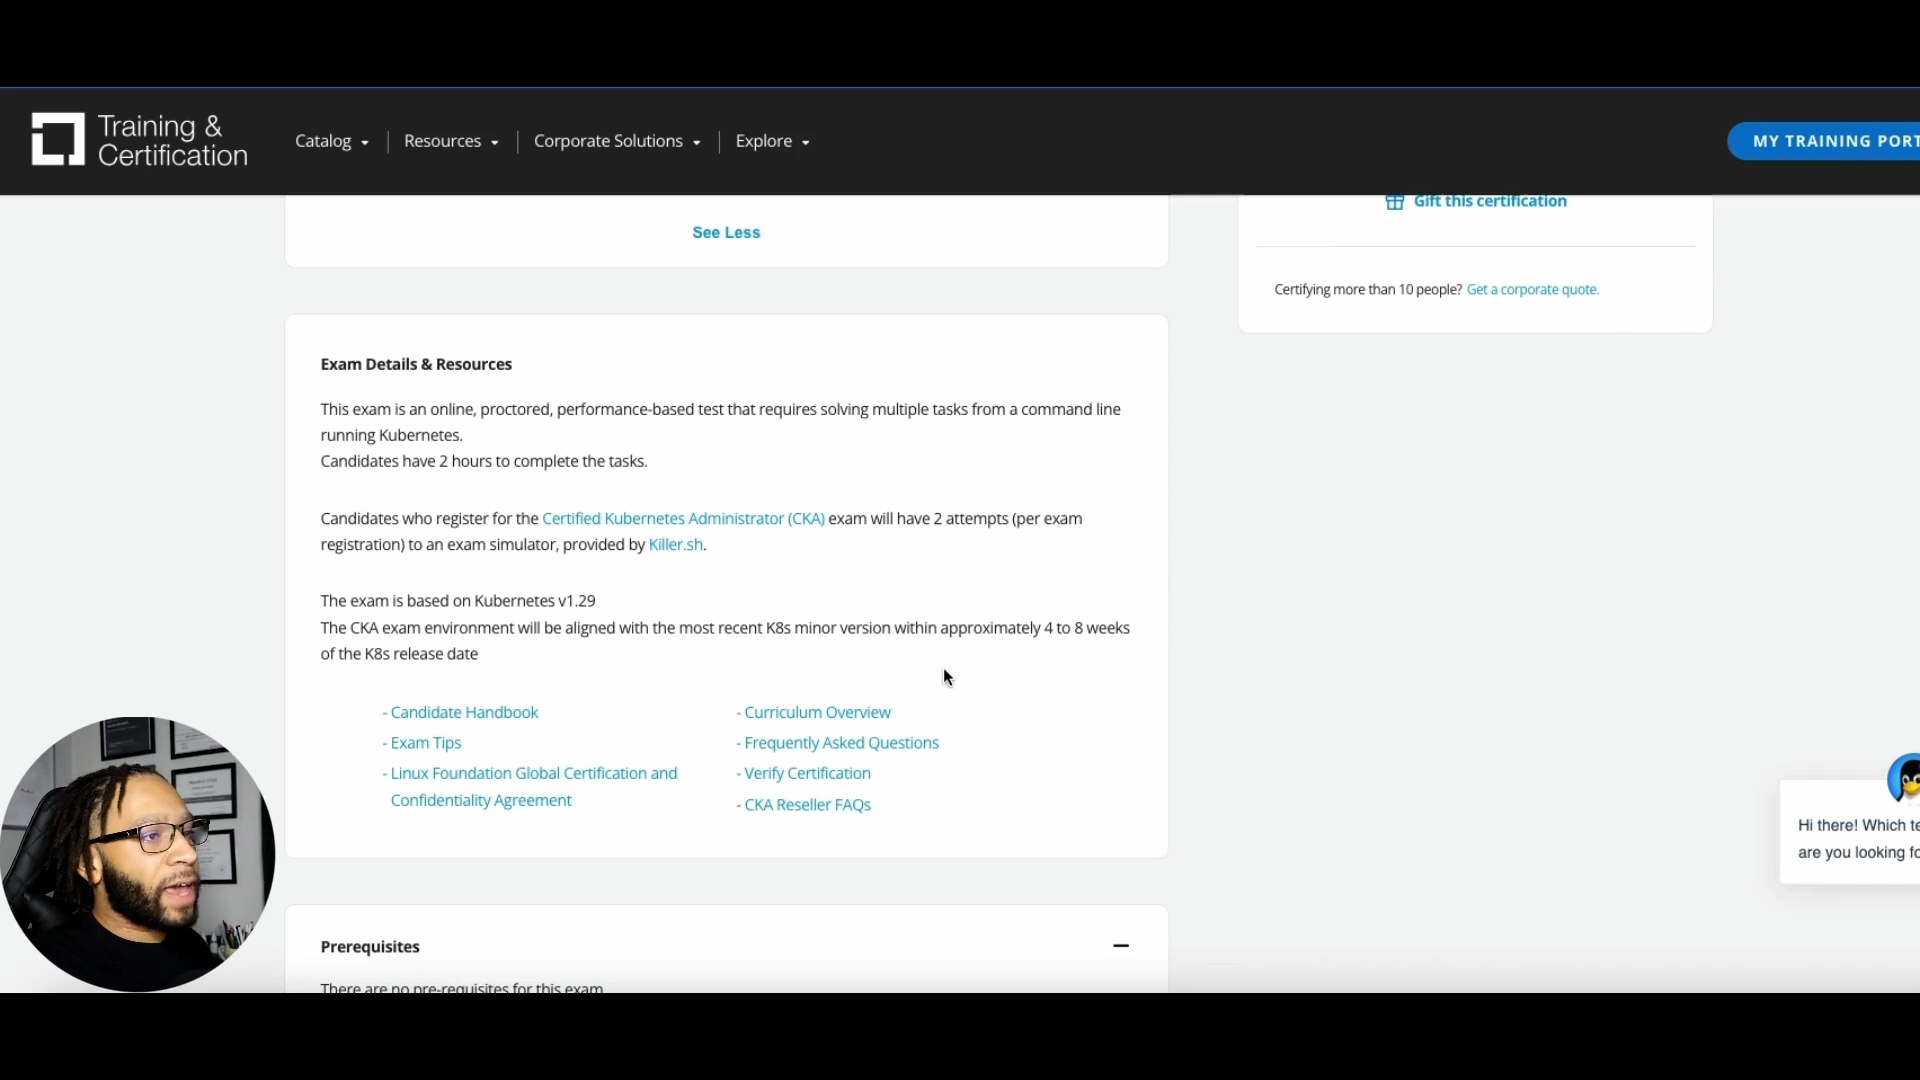 Training &
Certification
Catalog
Resources
Corporate Solutions
Explore
MY TRAINING PORT
See Less
Gift this certification
Certifying more than 10 people? Get a corporate quote.
Exam Details & Resources
This exam is an online, proctored, performance-based test that requires solving multiple tasks from a command line
running Kubernetes.
Candidates have 2 hours to complete the tasks.
Candidates who register for the Certified Kubernetes Administrator (CKA) exam will have 2 attempts (per exam
registration) to an exam simulator, provided by Killer.sh.
The exam is based on Kubernetes v1.29
The CKA exam environment will be aligned with the most recent K8s minor version within approximately 4 to 8 weeks
of the K8s release date
- Candidate Handbook
- Exam Tips
- Linux Foundation Global Certification and
Confidentiality Agreement
- Curriculum Overview
- Frequently Asked Questions
- Verify Certification
- CKA Reseller FAQs
Hi there! Which te
are you looking fo
Prerequisites
There are no pre-requisites for this exam